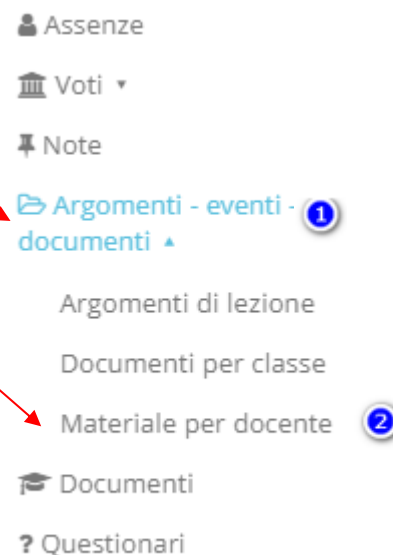 Assenze
Voti ▾
Note
Argomenti - eventi - 1
documenti ▴
Argomenti di lezione
Documenti per classe
Materiale per docente 2
Documenti
? Questionari